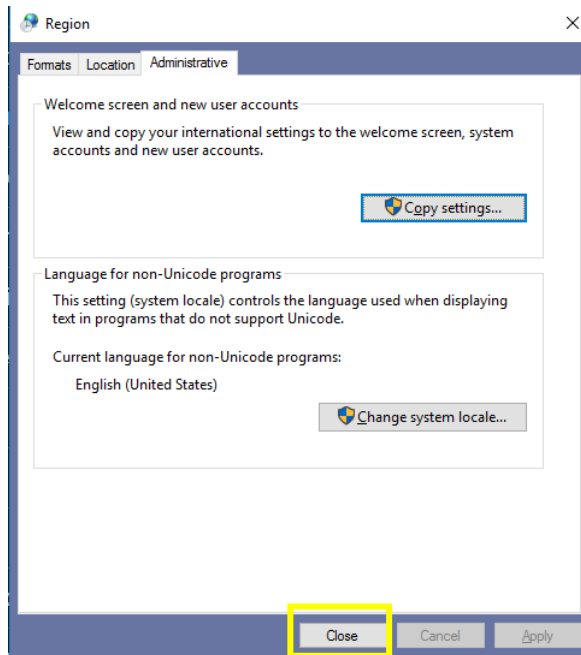 Region
Formats Location Administrative
Welcome screen and new user accounts
View and copy your international settings to the welcome screen, system
accounts and new user accounts.
Copy settings...
Language for non-Unicode programs
This setting (system locale) controls the language used when displaying
text in programs that do not support Unicode.
Current language for non-Unicode programs:
English (United States)
Change system locale...
Close Cancel Apply